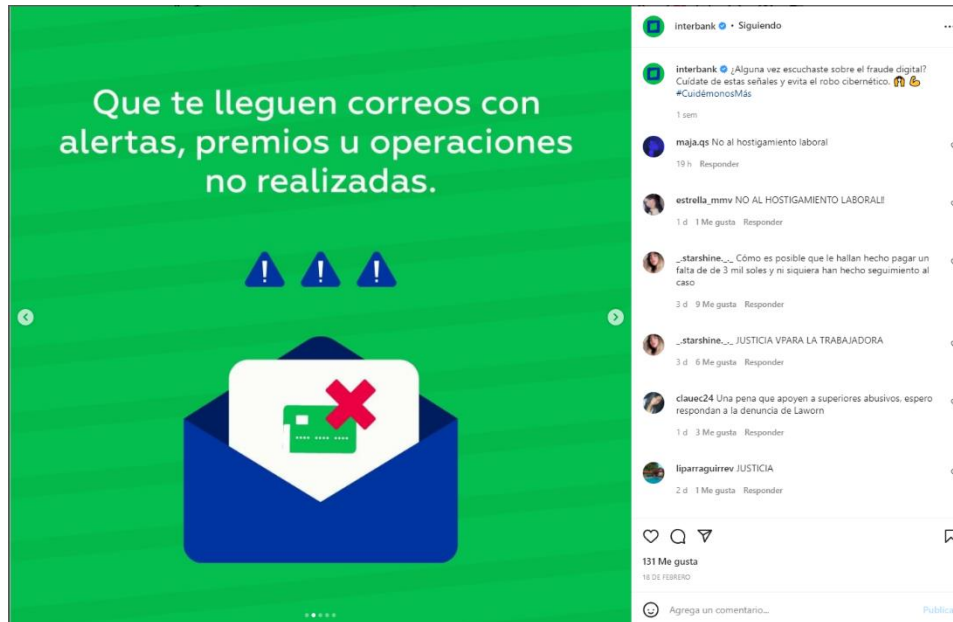 Que te lleguen correos con
alertas, premios u operaciones
no realizadas.
interbank • Siguiendo
interbank ¿Alguna vez escuchaste sobre el fraude digital?
Cuídate de estas señales y evita el robo cibernético.
#CuidémonosMás
1 sem
maja.qs No al hostigamiento laboral
19 h Responder
estrella_mmv NO AL HOSTIGAMIENTO LABORAL!!
1 d 1 Me gusta Responder
_.starshine._._ Cómo es posible que le hallan hecho pagar un
falta de de 3 mil soles y ni siquiera han hecho seguimiento al
caso
3 d 9 Me gusta Responder
_.starshine._._ JUSTICIA VPARA LA TRABAJADORA
3 d 6 Me gusta Responder
clauec24 Una pena que apoyen a superiores abusivos, espero
respondan a la denuncia de Laworn
1 d 3 Me gusta Responder
liparraguirrev JUSTICIA
2 d 1 Me gusta Responder
131 Me gusta
18 DE FEBRERO
Agrega un comentario...
Publica